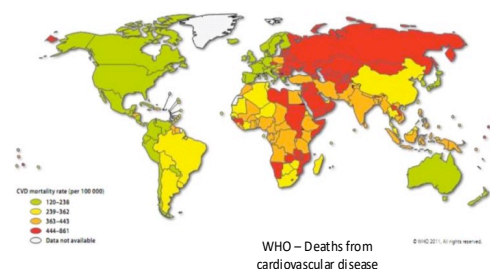 CVD mortality rate (per 100 000)
120–238
239–362
363–443
444–861
Data not available
WHO – Deaths from
cardiovascular disease
© WHO 2011. All rights reserved.